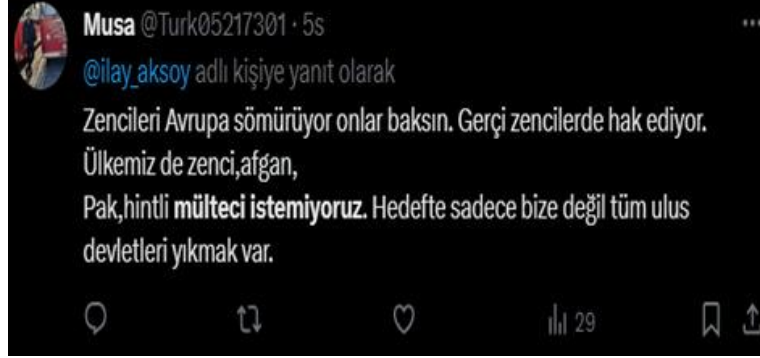 Musa @Turk05217301 · 5s
@ilay_aksoy adlı kişiye yanıt olarak
Zencileri Avrupa sömürüyor onlar baksın. Gerçi zencilerde hak ediyor.
Ülkemiz de zenci,afgan,
Pak,hintli mülteci istemiyoruz. Hedefte sadece bize değil tüm ulus
devletleri yıkmak var.
29